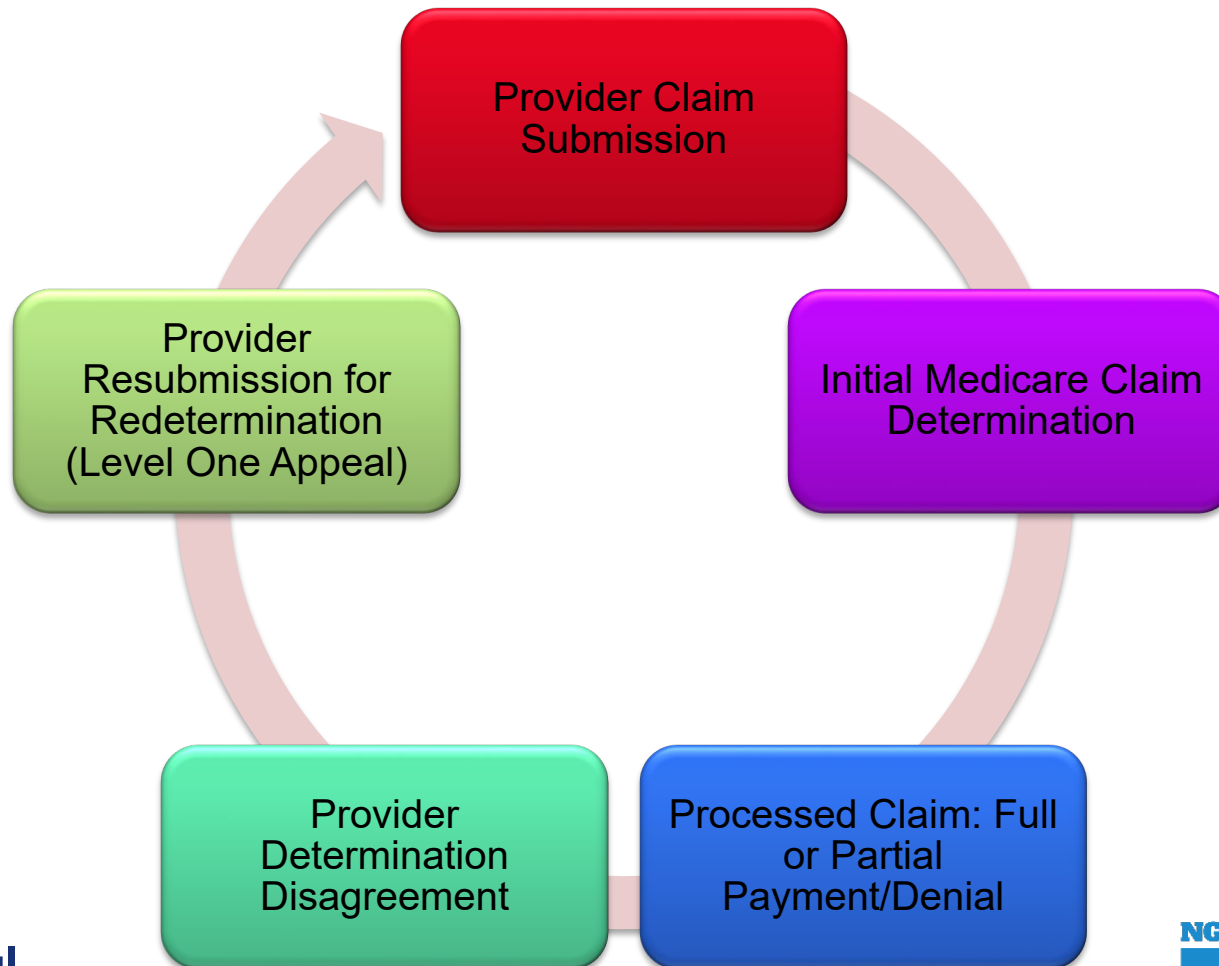 Provider Claim
Submission
Initial Medicare Claim
Determination
Processed Claim: Full
or Partial
Payment/Denial
Provider
Determination
Disagreement
Provider
Resubmission for
Redetermination
(Level One Appeal)
NG